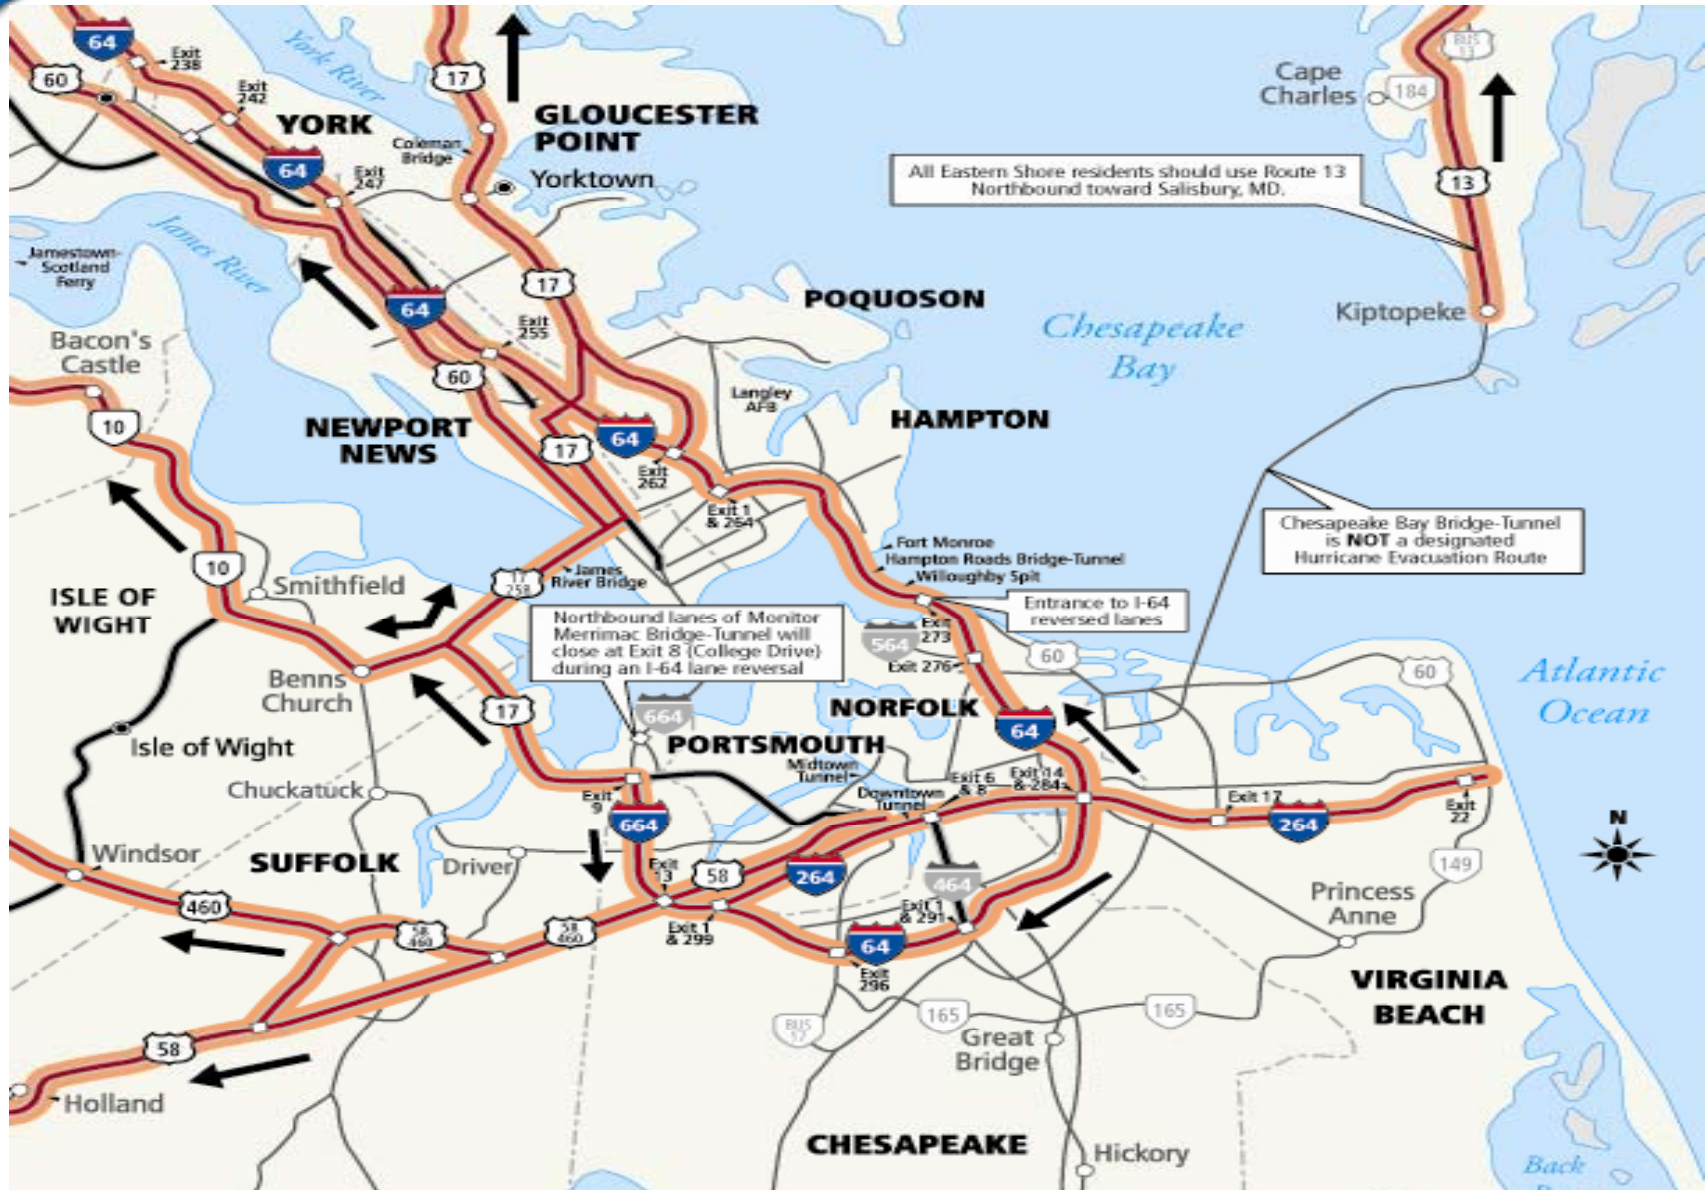 64
Exit
238
60
Exit
242
York River
17
YORK
GLOUCESTER
POINT
Coleman
Bridge
64
Exit
247
Yorktown
BUS
13
Cape
Charles
184
All Eastern Shore residents should use Route 13
Northbound toward Salisbury, MD.
13
James River
Jamestown-
Scotland
Ferry
64
17
POQUOSON
Kiptopeke
Chesapeake
Bay
Exit
255
Bacon's
Castle
60
Langley
AFB
HAMPTON
10
NEWPORT
NEWS
17
64
Exit
262
Exit 1
& 264
Chesapeake Bay Bridge-Tunnel
is NOT a designated
Hurricane Evacuation Route
Fort Monroe
Hampton Roads Bridge-Tunnel
Willoughby Spit
10
Smithfield
17
258
James
River Bridge
ISLE OF
WIGHT
Northbound lanes of Monitor
Merrimac Bridge-Tunnel will
close at Exit 8 (College Drive)
during an I-64 lane reversal
Entrance to I-64
reversed lanes
Exit
273
564
Exit 276
60
60
Atlantic
Ocean
Benns
Church
17
664
NORFOLK
64
Isle of Wight
PORTSMOUTH
Midtown
Tunnel
Exit 6
& 8
Exit 14
& 284
Chuckatuck
Exit
9
Downtown
Tunnel
Exit 17
Exit
22
664
264
N
Windsor
SUFFOLK
Driver
Exit
13
58
264
464
149
Princess
Anne
460
58
460
58
460
Exit 1
& 299
Exit 1
& 291
64
Exit
296
VIRGINIA
BEACH
BUS
17
165
165
Great
Bridge
58
Holland
CHESAPEAKE
Hickory
Back